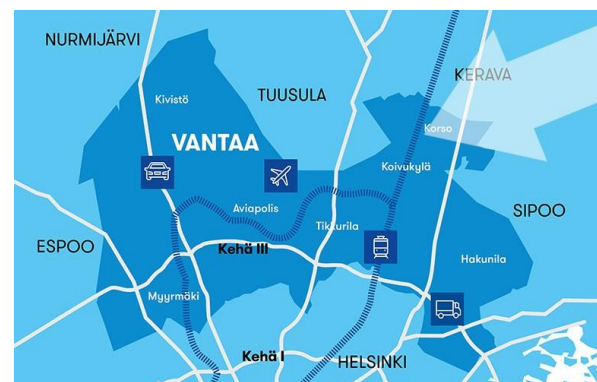 NURMIJÄRVI
KERAVA
TUUSULA
Kivistö
Korso
VANTAA
Koivukylä
Aviapolis
SIPOO
Tikkurila
ESPOO
Kehä III
Hakunila
Myyrmäki
Kehä I
HELSINKI